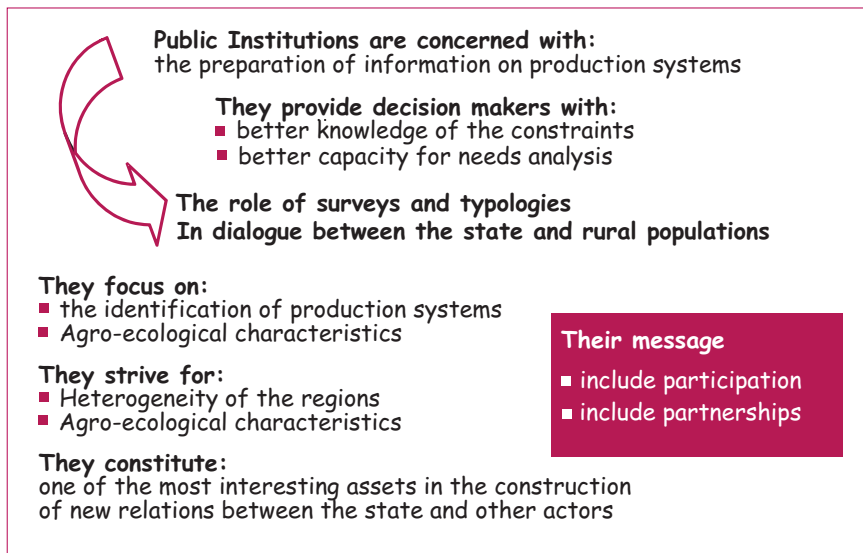 Public Institutions are concerned with:
the preparation of information on production systems
They provide decision makers with:
better knowledge of the constraints
better capacity for needs analysis
The role of surveys and typologies
In dialogue between the state and rural populations
They focus on:
the identification of production systems
Agro-ecological characteristics
They strive for:
Heterogeneity of the regions
Agro-ecological characteristics
They constitute:
one of the most interesting assets in the construction
of new relations between the state and other actors
Their message
include participation
include partnerships